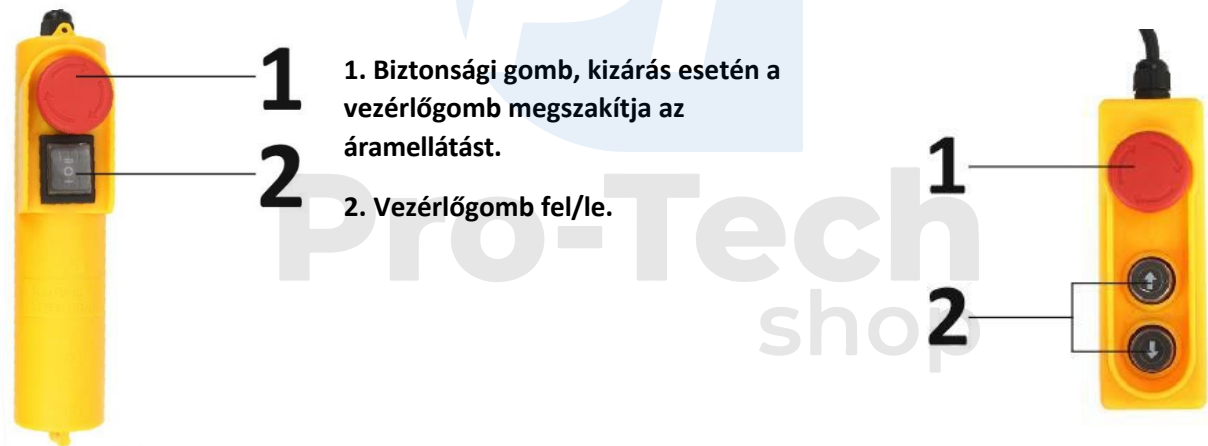 1
2
1. Biztonsági gomb, kizárás esetén a
vezérlőgomb megszakítja az
áramellátást.
2. Vezérlőgomb fel/le.
Pro-Tech
shop
1
2